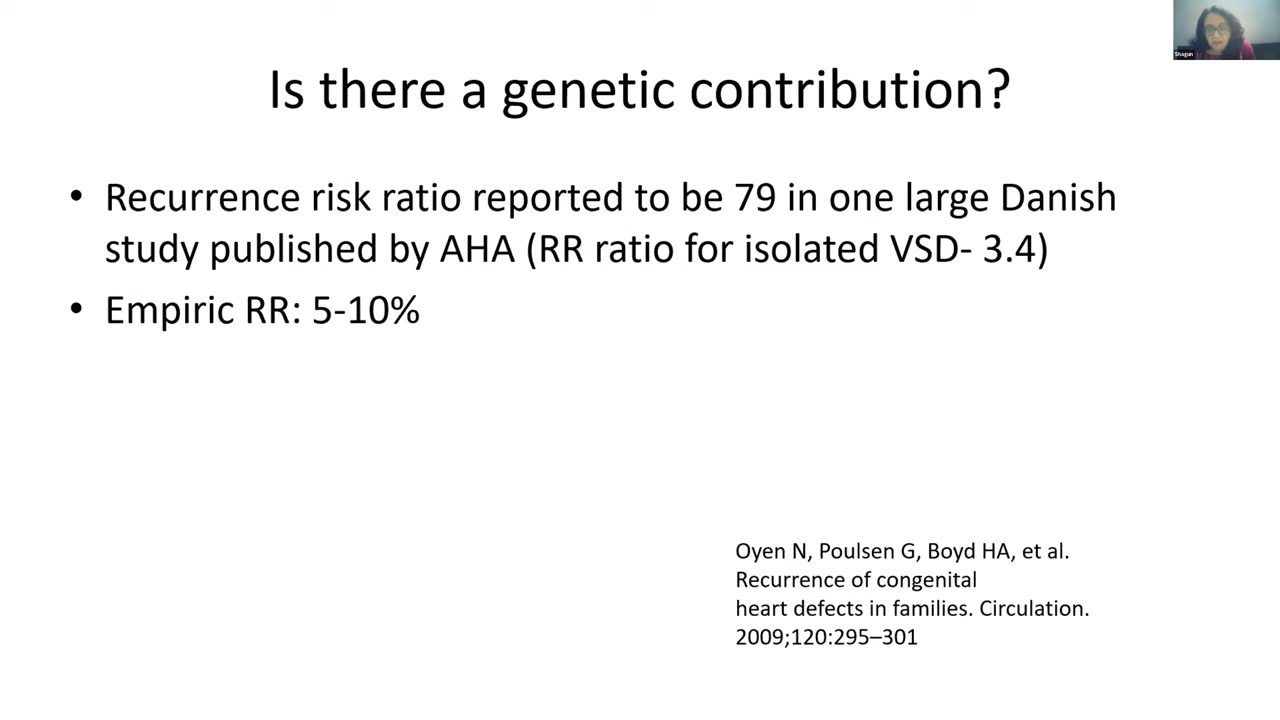 Is there a genetic contribution?
• Recurrence risk ratio reported to be 79 in one large Danish
study published by AHA (RR ratio for isolated VSD- 3.4)
• Empiric RR: 5-10%
Oyen N, Poulsen G, Boyd HA, et al.
Recurrence of congenital
heart defects in families. Circulation.
2009;120:295–301
Shagun